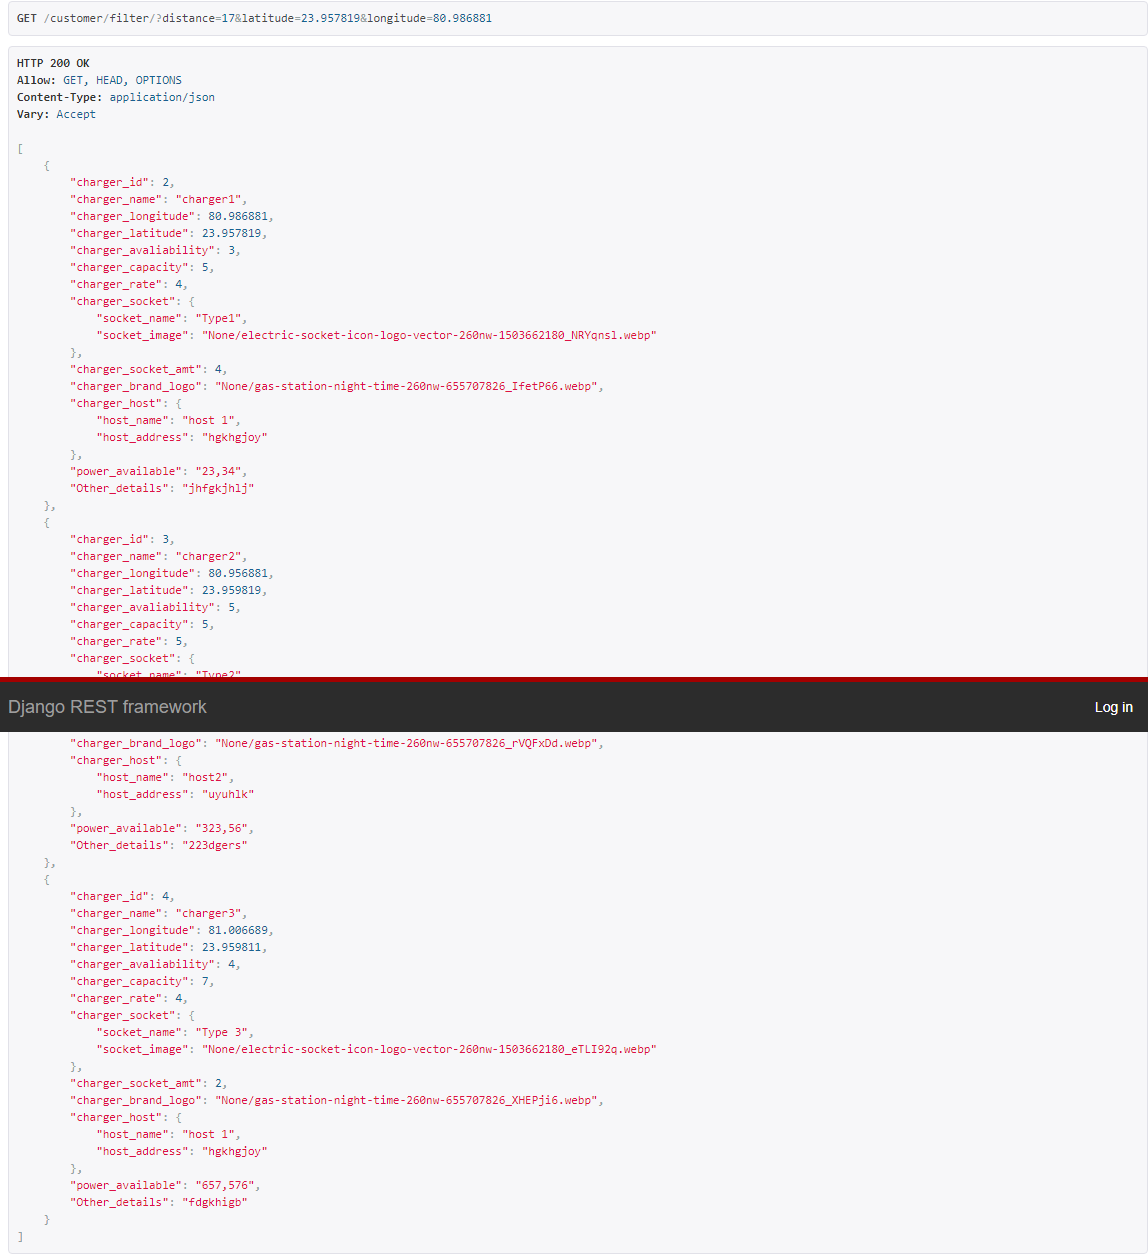 GET /customer/filter/?distance=17&latitude=23.957819&longitude=80.986881
HTTP 200 OK
Allow: GET, HEAD, OPTIONS
Content-Type: application/json
Vary: Accept
[
{
"charger_id": 2,
"charger_name": "charger1",
"charger_longitude": 80.986881,
"charger_latitude": 23.957819,
"charger_avaliability": 3,
"charger_capacity": 5,
"charger_rate": 4,
"charger_socket": {
"socket_name": "Type1",
"socket_image": "None/electric-socket-icon-logo-vector-260nw-1503662180_NRYqnsl.webp"
},
"charger_socket_amt": 4,
"charger_brand_logo": "None/gas-station-night-time-260nw-655707826_IfetP66.webp",
"charger_host": {
"host_name": "host 1",
"host_address": "hgkhgjoy"
},
"power_available": "23,34",
"Other_details": "jhfgkjhlj"
},
{
"charger_id": 3,
"charger_name": "charger2",
"charger_longitude": 80.956881,
"charger_latitude": 23.959819,
"charger_avaliability": 5,
"charger_capacity": 5,
"charger_rate": 5,
"charger_socket": {
"socket_name": "Type2"
Django REST framework
Log in
"charger_brand_logo": "None/gas-station-night-time-260nw-655707826_rVQFxDd.webp",
"charger_host": {
"host_name": "host2",
"host_address": "uyuhlk"
},
"power_available": "323,56",
"Other_details": "223dgers"
},
{
"charger_id": 4,
"charger_name": "charger3",
"charger_longitude": 81.006689,
"charger_latitude": 23.959811,
"charger_avaliability": 4,
"charger_capacity": 7,
"charger_rate": 4,
"charger_socket": {
"socket_name": "Type 3",
"socket_image": "None/electric-socket-icon-logo-vector-260nw-1503662180_eTLI92q.webp"
},
"charger_socket_amt": 2,
"charger_brand_logo": "None/gas-station-night-time-260nw-655707826_XHEPji6.webp",
"charger_host": {
"host_name": "host 1",
"host_address": "hgkhgjoy"
},
"power_available": "657,576",
"Other_details": "fdgkhigb"
}
]